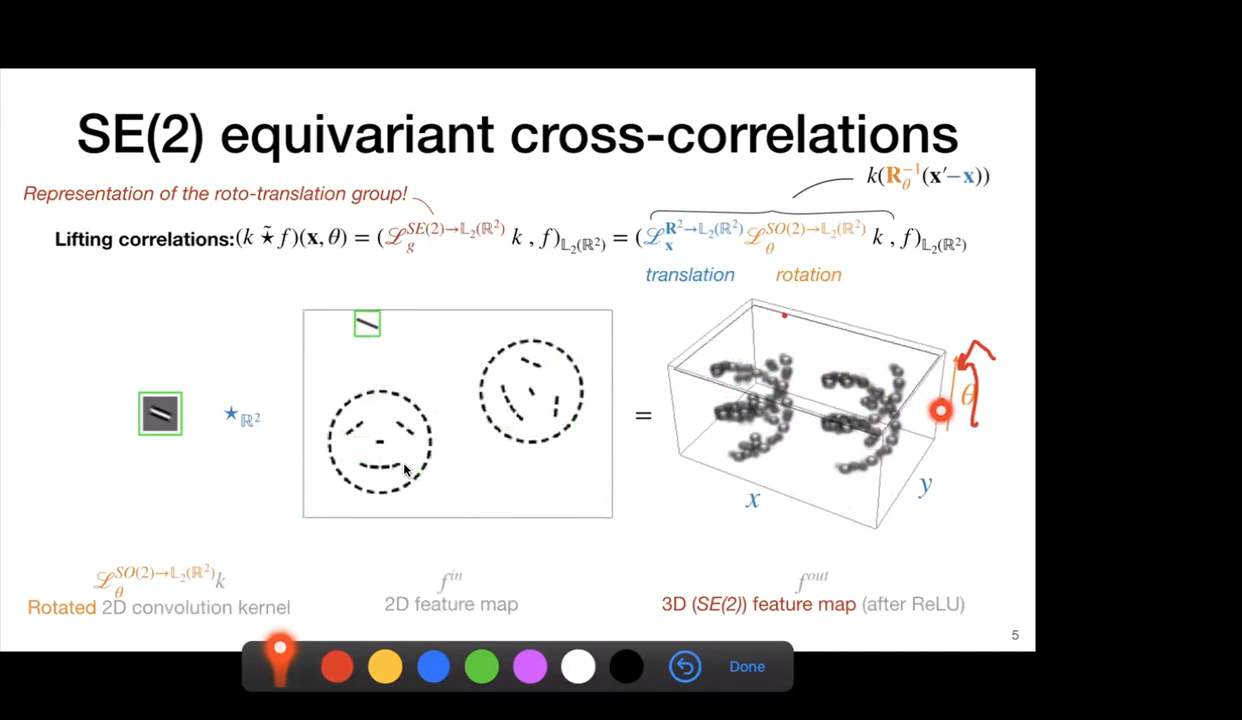 SE(2) equivariant cross-correlations
k(R_θ^{-1}(x′−x))
Representation of the roto-translation group!
Lifting correlations: (k ⋆̃ f)(x, θ) = (ℒ_g^{SE(2)→𝕃₂(ℝ²)} k , f)_{𝕃₂(ℝ²)} = (ℒ_x^{R²→𝕃₂(ℝ²)} ℒ_θ^{SO(2)→𝕃₂(ℝ²)} k , f)_{𝕃₂(ℝ²)}
translation rotation
⋆_{ℝ²}
=
θ
x
y
ℒ_θ^{SO(2)→𝕃₂(ℝ²)} k
Rotated 2D convolution kernel
f^{in}
2D feature map
f^{out}
3D (SE(2)) feature map (after ReLU)
5
Done